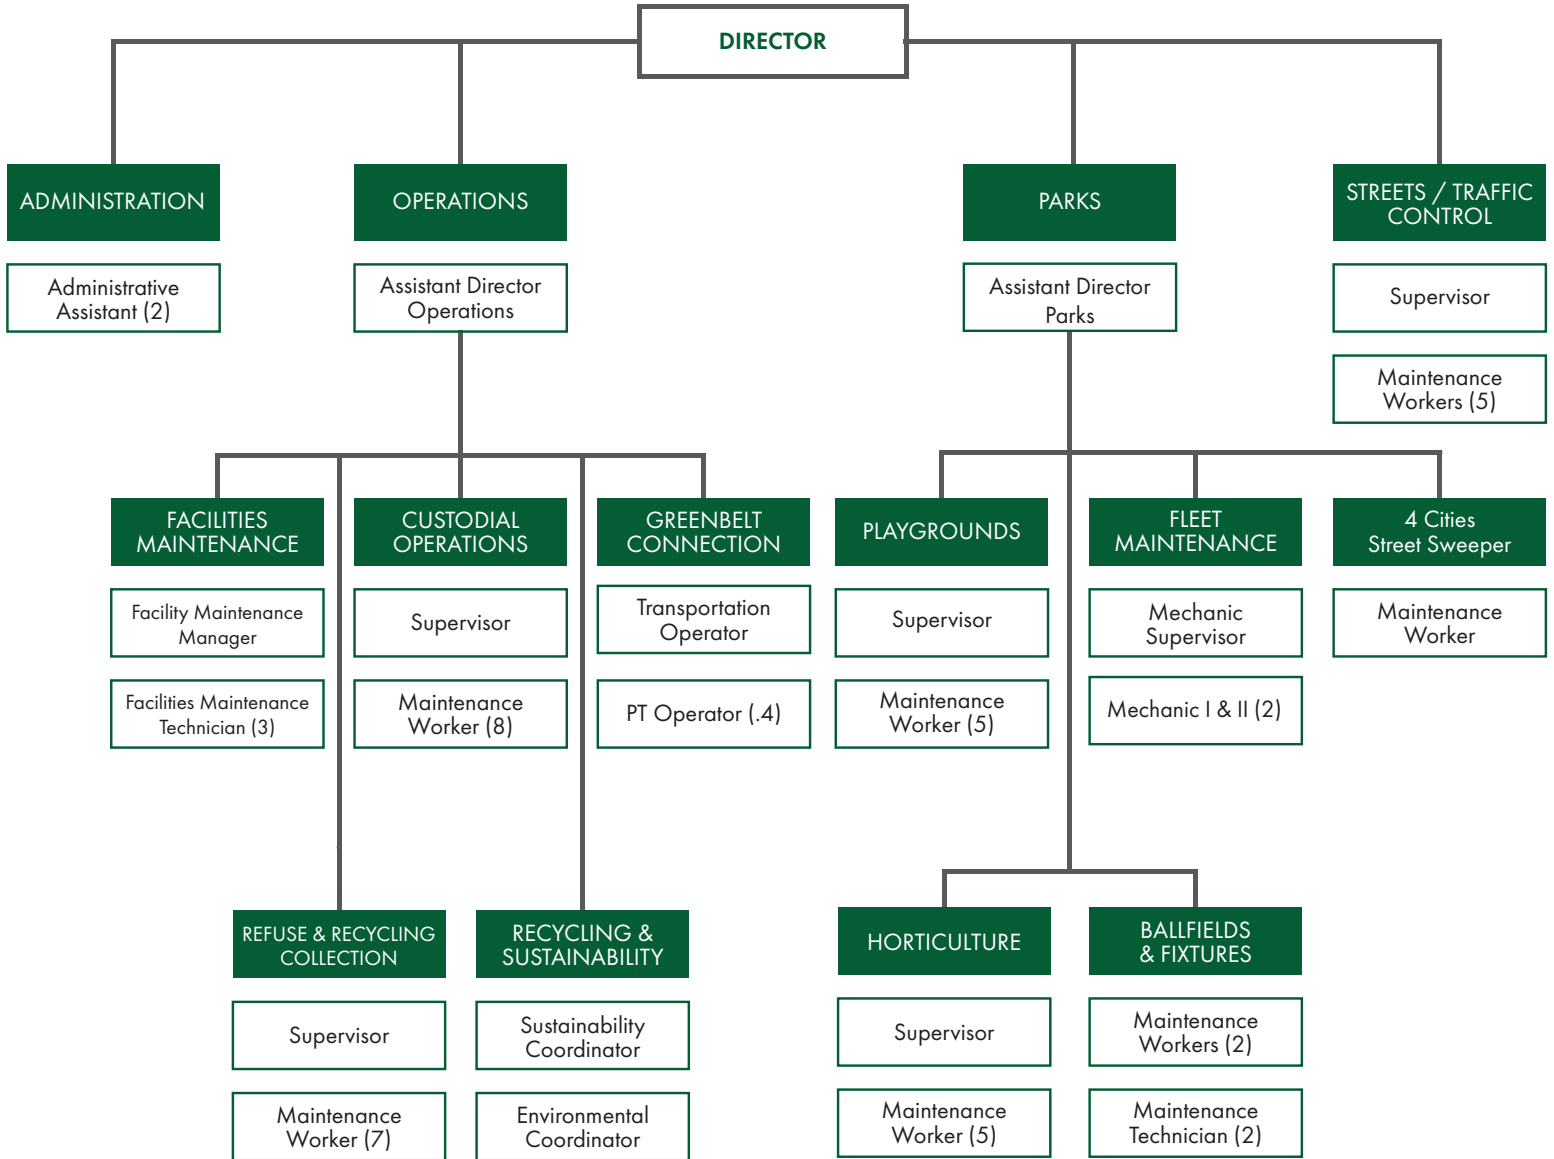 DIRECTOR
ADMINISTRATION
Administrative
Assistant (2)
OPERATIONS
Assistant Director
Operations
PARKS
Assistant Director
Parks
STREETS / TRAFFIC
CONTROL
Supervisor
Maintenance
Workers (5)
FACILITIES
MAINTENANCE
Facility Maintenance
Manager
Facilities Maintenance
Technician (3)
CUSTODIAL
OPERATIONS
Supervisor
Maintenance
Worker (8)
GREENBELT
CONNECTION
Transportation
Operator
PT Operator (.4)
PLAYGROUNDS
Supervisor
Maintenance
Worker (5)
FLEET
MAINTENANCE
Mechanic
Supervisor
Mechanic I & II (2)
4 Cities
Street Sweeper
Maintenance
Worker
REFUSE & RECYCLING
COLLECTION
Supervisor
Maintenance
Worker (7)
RECYCLING &
SUSTAINABILITY
Sustainability
Coordinator
Environmental
Coordinator
HORTICULTURE
Supervisor
Maintenance
Worker (5)
BALLFIELDS
& FIXTURES
Maintenance
Workers (2)
Maintenance
Technician (2)